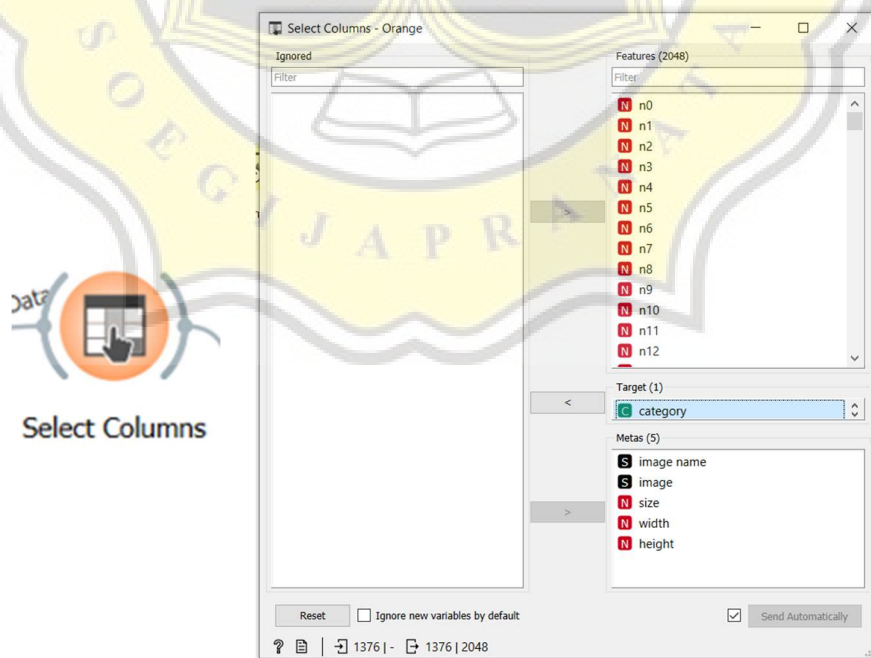 Select Columns - Orange
Ignored
Filter
Features (2048)
Filter
N n0
N n1
N n2
N n3
N n4
N n5
N n6
N n7
N n8
N n9
N n10
N n11
N n12
>
<
Target (1)
C category
Metas (5)
S image name
S image
N size
N width
N height
>
Reset
Ignore new variables by default
Send Automatically
? 1376 | - 1376 | 2048
Data
Select Columns
SOEGIJAPRANATA